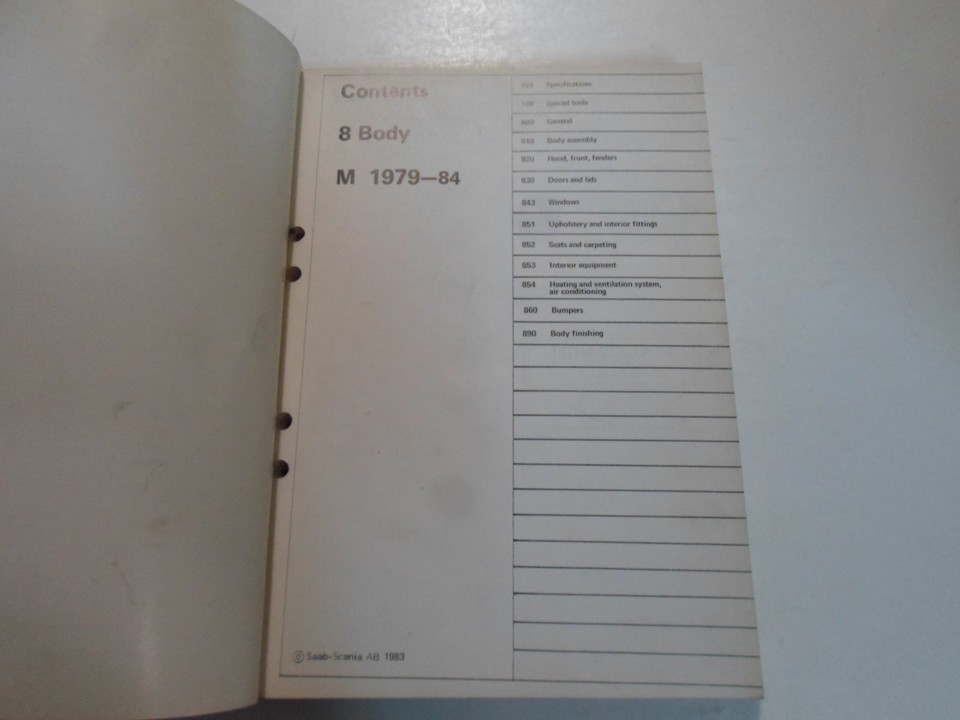 Contents
8 Body
M 1979—84
Specifications
Special tools
General
810 Body assembly
820 Hood, front, fenders
830 Doors and lids
843 Windows
851 Upholstery and interior fittings
852 Seats and carpeting
853 Interior equipment
854 Heating and ventilation system,
air conditioning
860 Bumpers
890 Body finishing
© Saab-Scania AB 1983